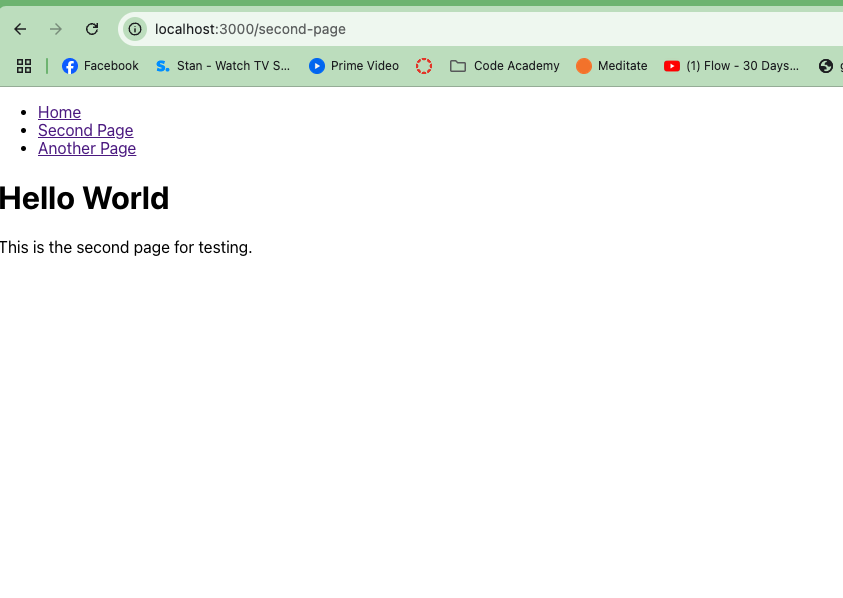 localhost:3000/second-page
Facebook Stan - Watch TV S... Prime Video Code Academy Meditate (1) Flow - 30 Days...
Home
Second Page
Another Page
Hello World
This is the second page for testing.